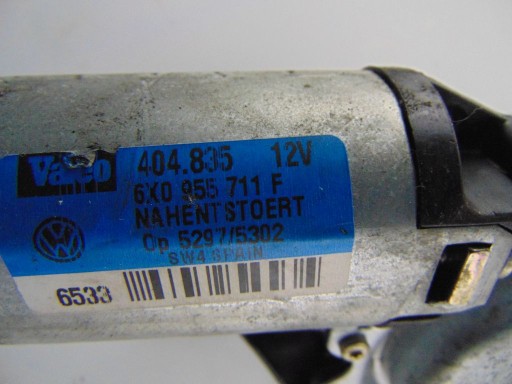 Valeo 404.835 12V
6X0 955 711 F
NAHENTSTOERT
Op 5297/5302
SW4 SPAIN
6533